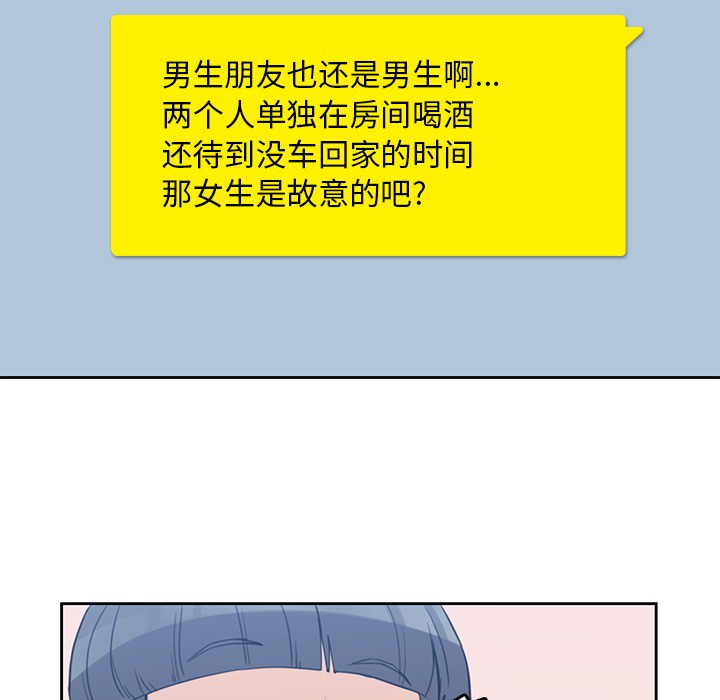 男生朋友也还是男生啊...
两个人单独在房间喝酒
还待到没车回家的时间
那女生是故意的吧?